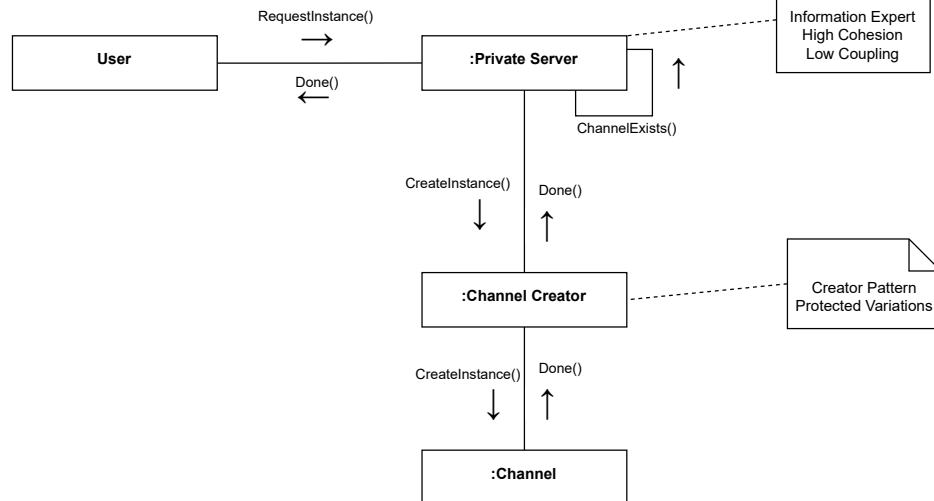 RequestInstance()
Information Expert
High Cohesion
Low Coupling
User
:Private Server
Done()
ChannelExists()
CreateInstance()
Done()
:Channel Creator
Creator Pattern
Protected Variations
CreateInstance()
Done()
:Channel